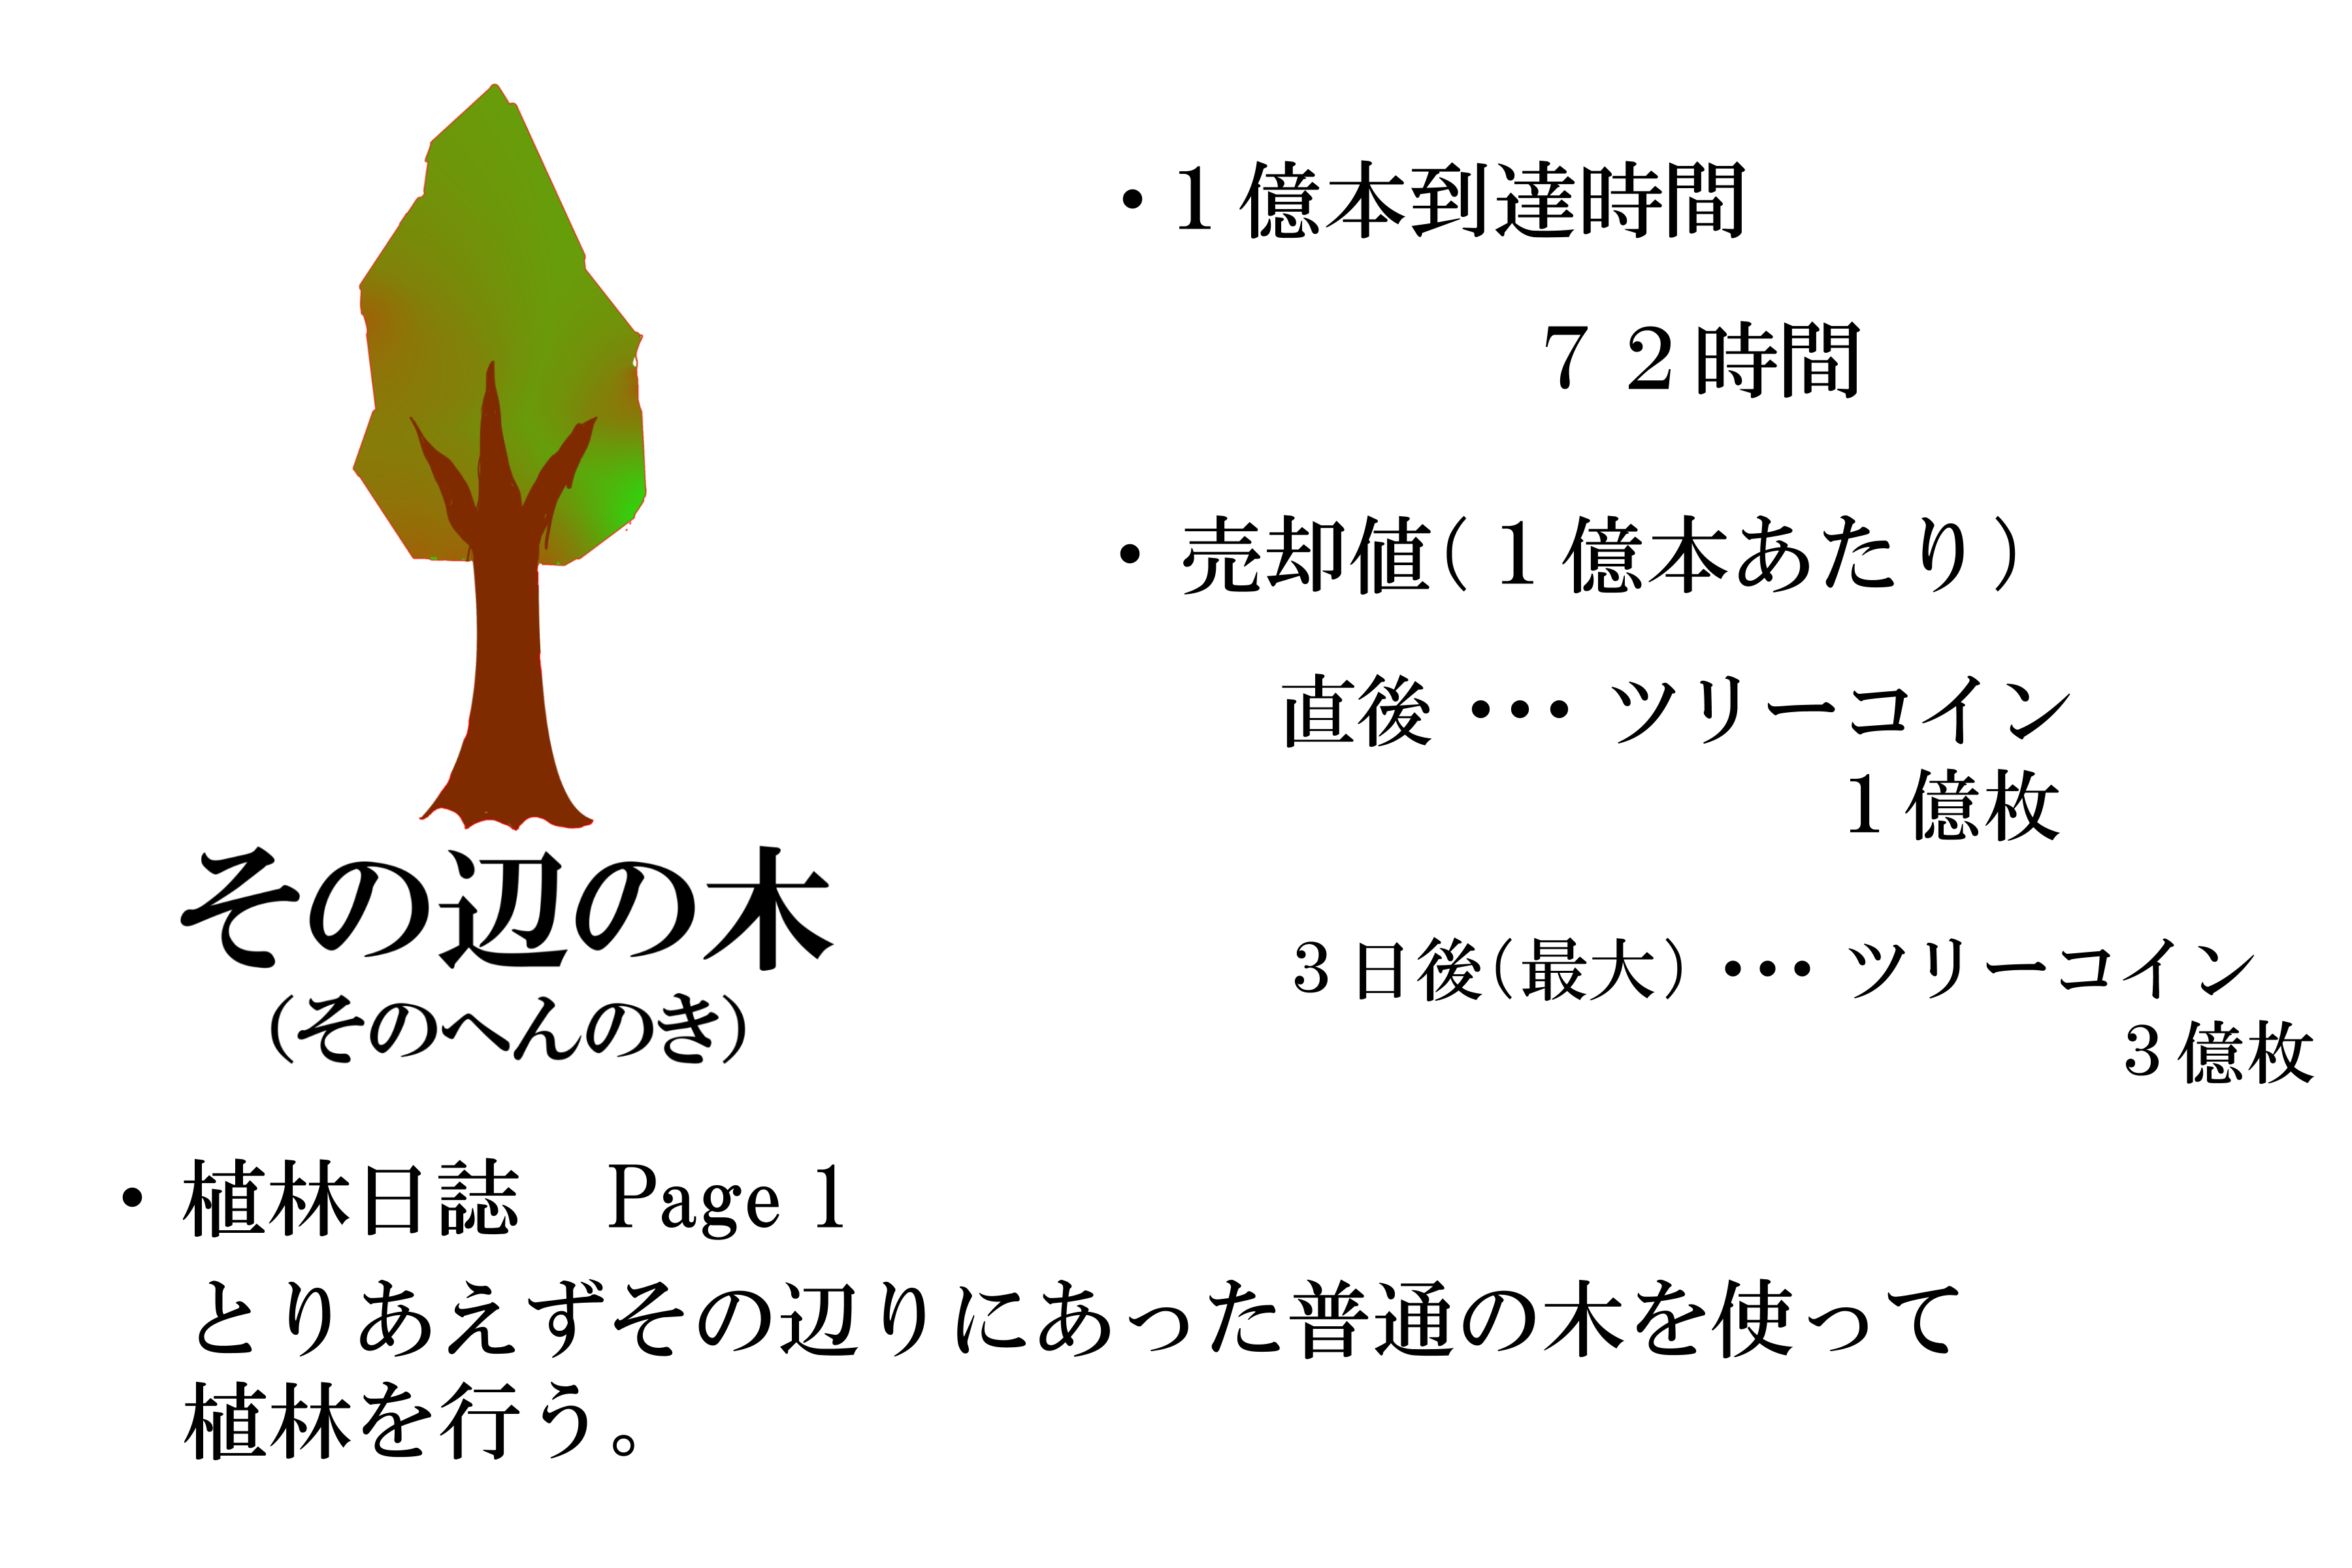 ・1億本到達時間
７２時間
・売却値(１億本あたり)
直後・・・ツリーコイン
1億枚
3日後(最大)・・・ツリーコイン
3億枚
その辺の木
(そのへんのき)
・植林日誌　Page 1
とりあえずその辺りにあった普通の木を使って
植林を行う。